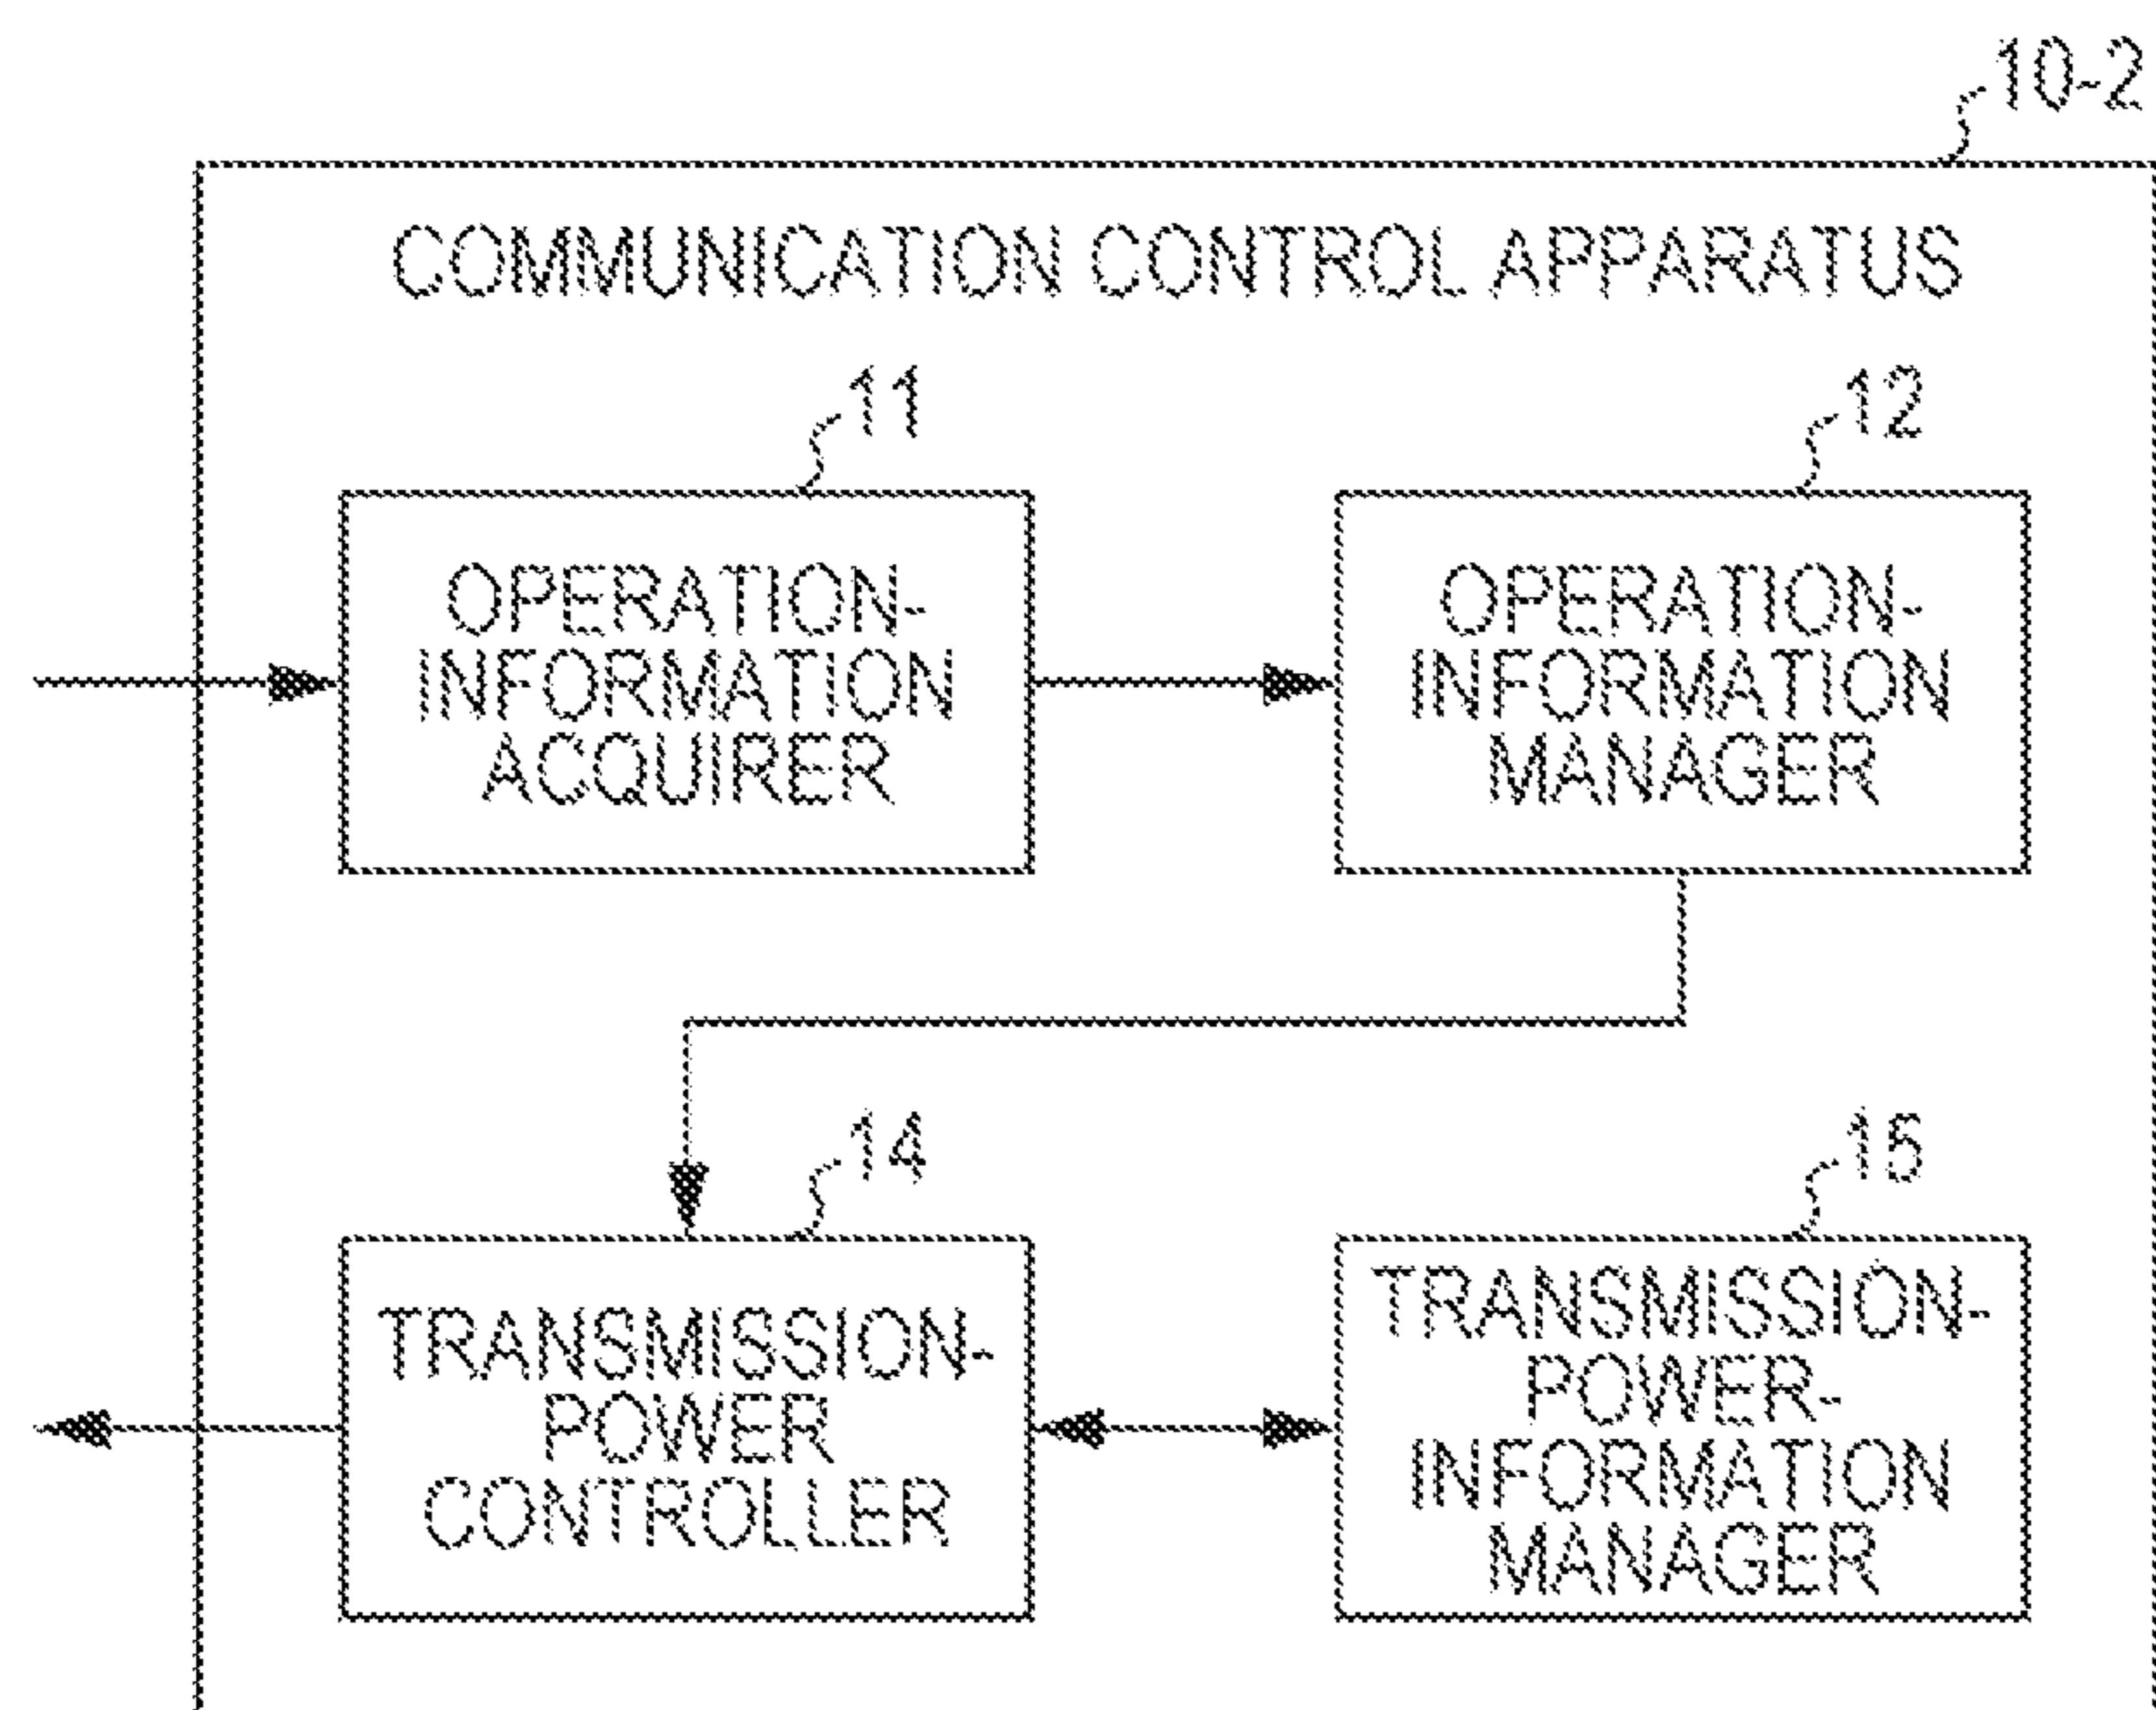 10-2
COMMUNICATION CONTROL APPARATUS
11
12
OPERATION-
INFORMATION
ACQUIRER
OPERATION-
INFORMATION
MANAGER
14
15
TRANSMISSION-
POWER
CONTROLLER
TRANSMISSION-
POWER-
INFORMATION
MANAGER